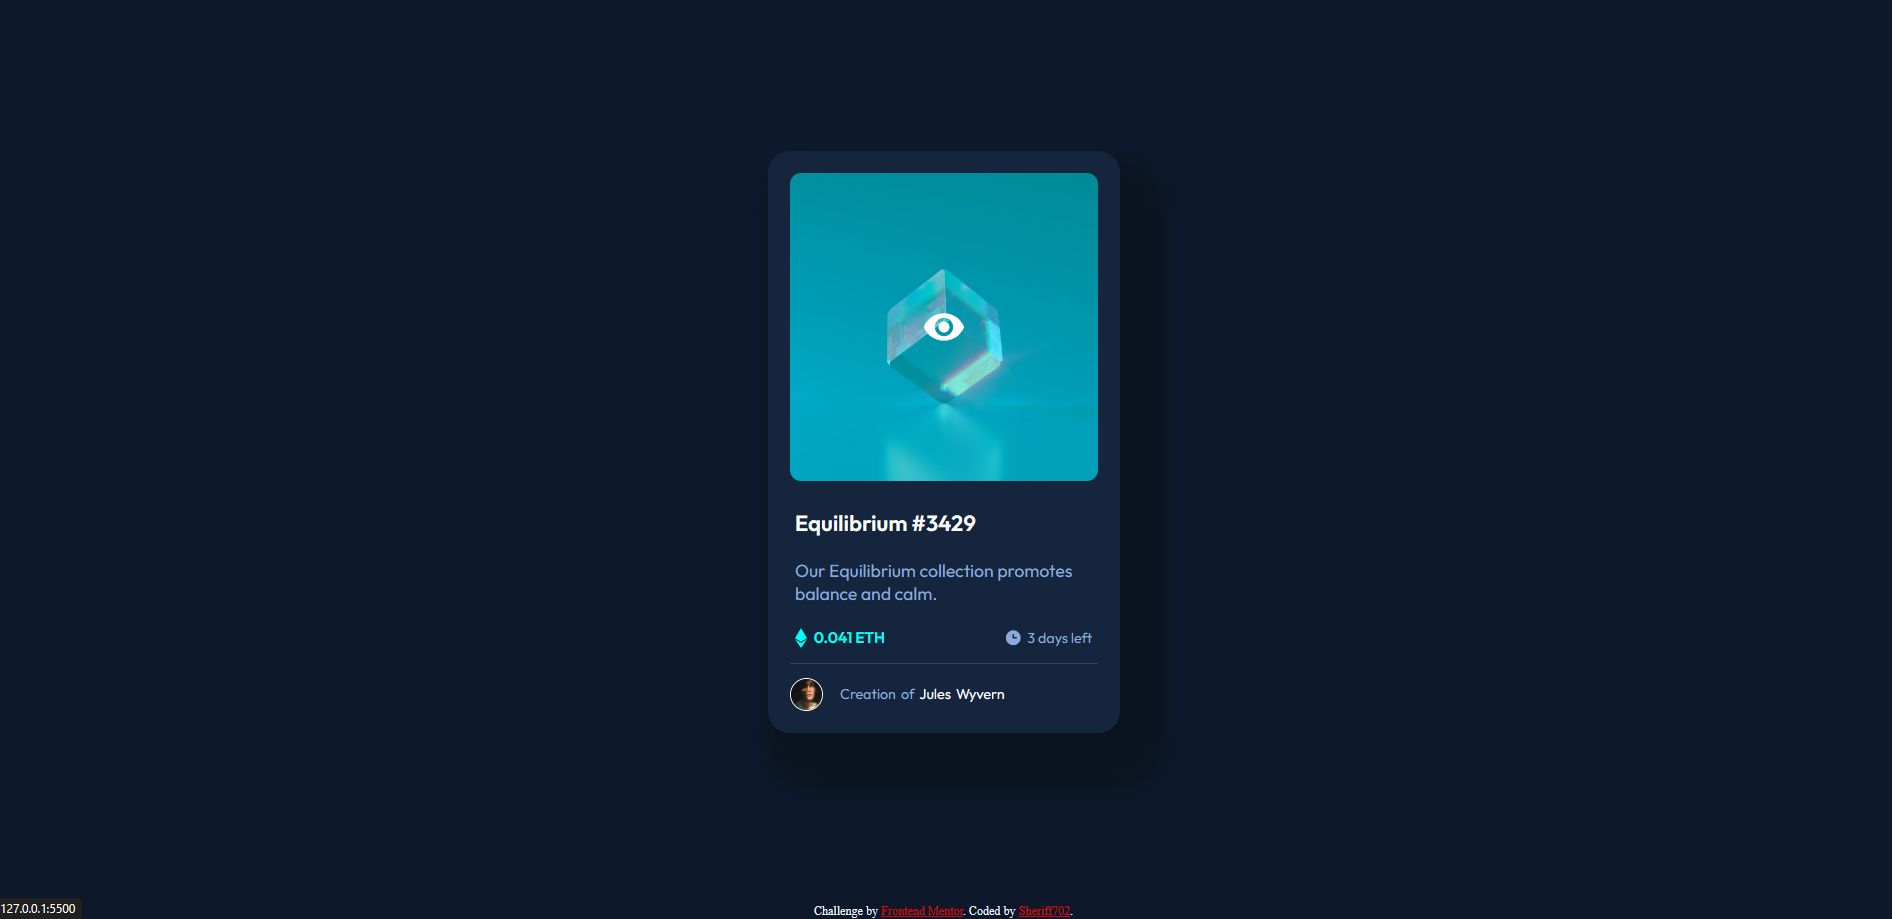 Equilibrium #3429
Our Equilibrium collection promotes
balance and calm.
0.041 ETH
3 days left
Creation of Jules Wyvern
127.0.0.1:5500
Challenge by Frontend Mentor. Coded by Sheriff702.